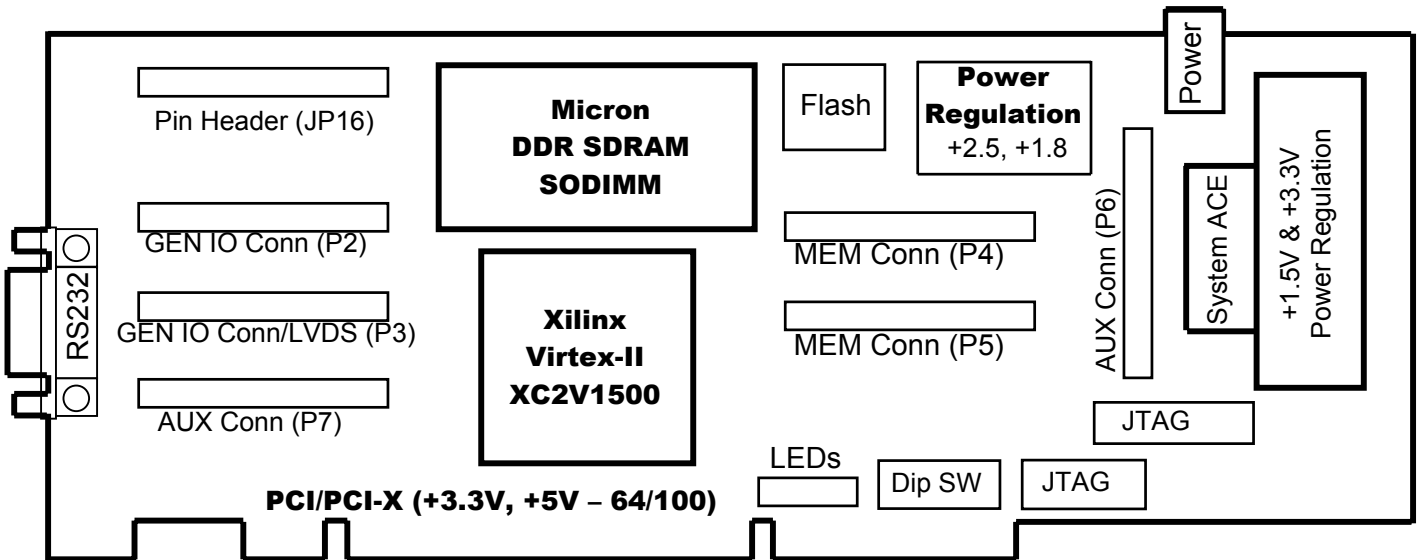 Power
Pin Header (JP16)
Micron
DDR SDRAM
SODIMM
Flash
Power
Regulation
+2.5, +1.8
GEN IO Conn (P2)
GEN IO Conn/LVDS (P3)
AUX Conn (P7)
RS232
Xilinx
Virtex-II
XC2V1500
MEM Conn (P4)
MEM Conn (P5)
AUX Conn (P6)
System ACE
+1.5V & +3.3V
Power Regulation
JTAG
LEDs
Dip SW
JTAG
PCI/PCI-X (+3.3V, +5V – 64/100)